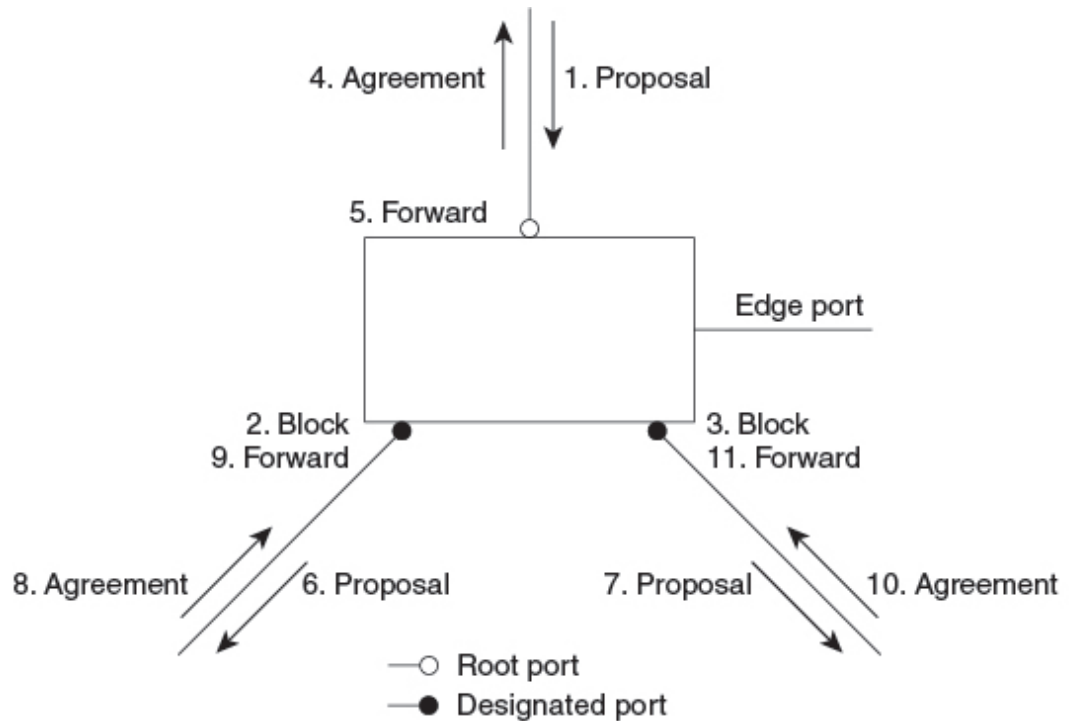 4. Agreement
1. Proposal
5. Forward
Edge port
2. Block
9. Forward
3. Block
11. Forward
8. Agreement
6. Proposal
7. Proposal
10. Agreement
Root port
Designated port